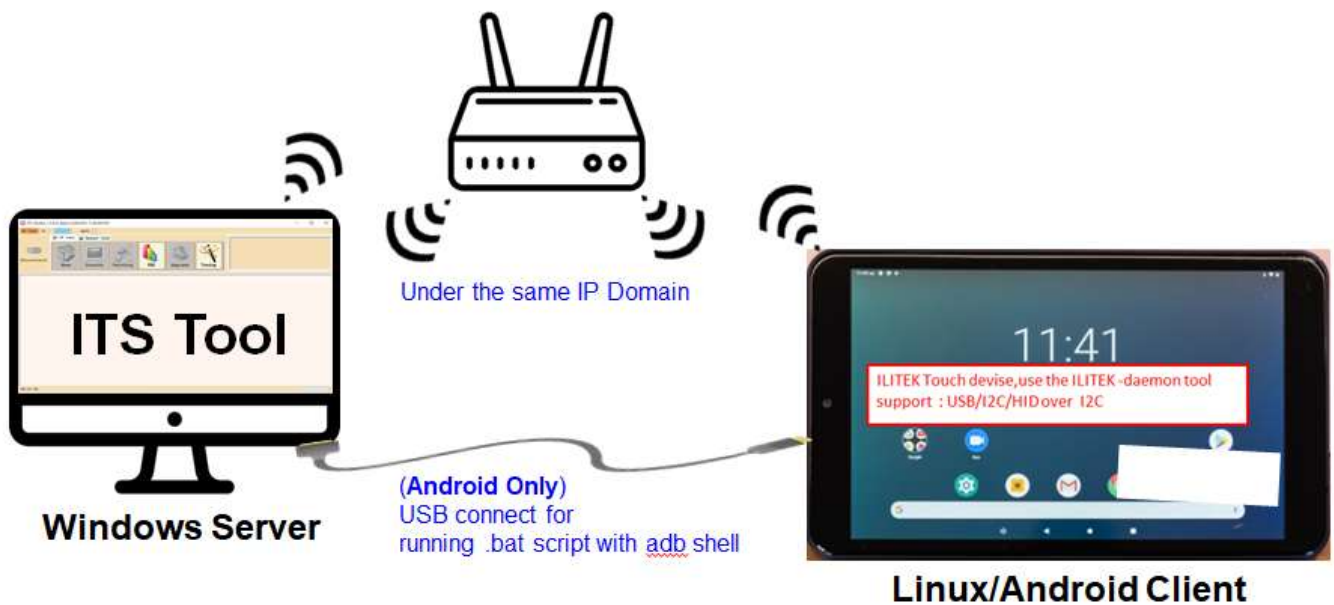 ITS Tool
Under the same IP Domain
11:41
ILITEK Touch devise,use the ILITEK -daemon tool
support : USB/I2C/HID over I2C
(Android Only)
USB connect for
running .bat script with adb shell
Windows Server
Linux/Android Client